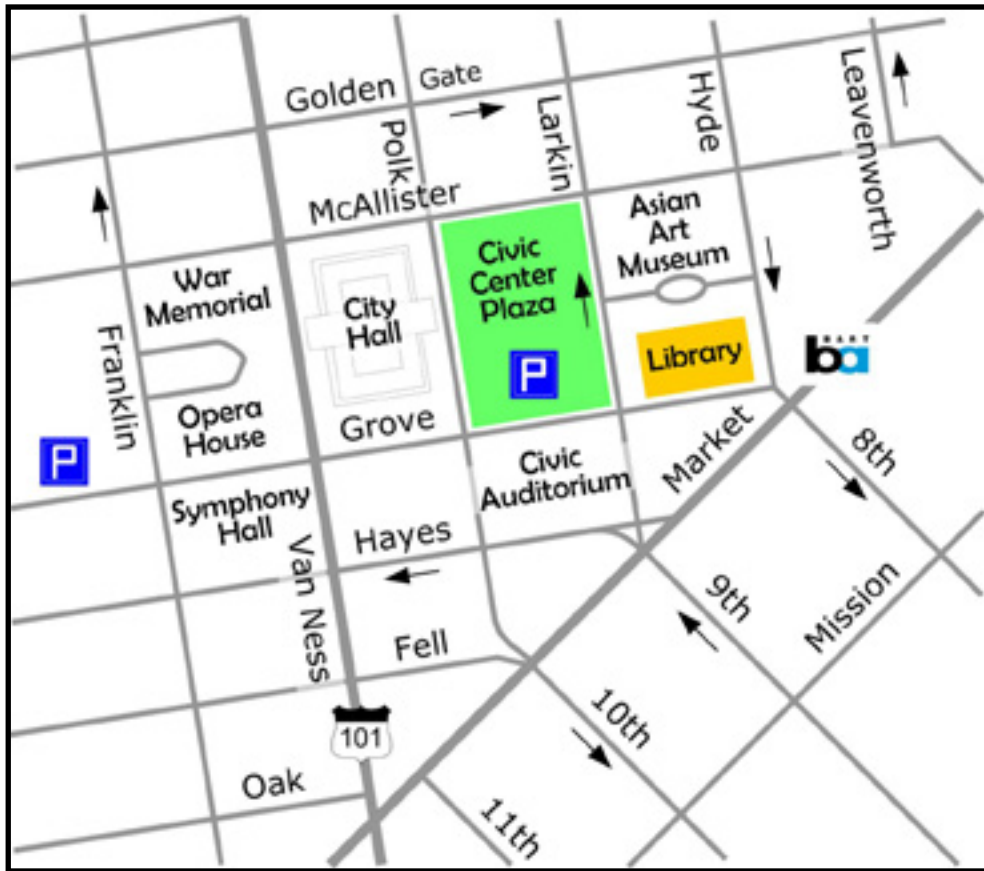 Golden Gate
Polk
Larkin
Hyde
Leavenworth
McAllister
Asian
Art
Museum
War
Memorial
City
Hall
Civic
Center
Plaza
P
Library
BART
ba
Franklin
Opera
House
Grove
P
Symphony
Hall
Civic
Auditorium
Market
8th
Van Ness
Hayes
9th
Mission
Fell
10th
101
Oak
11th